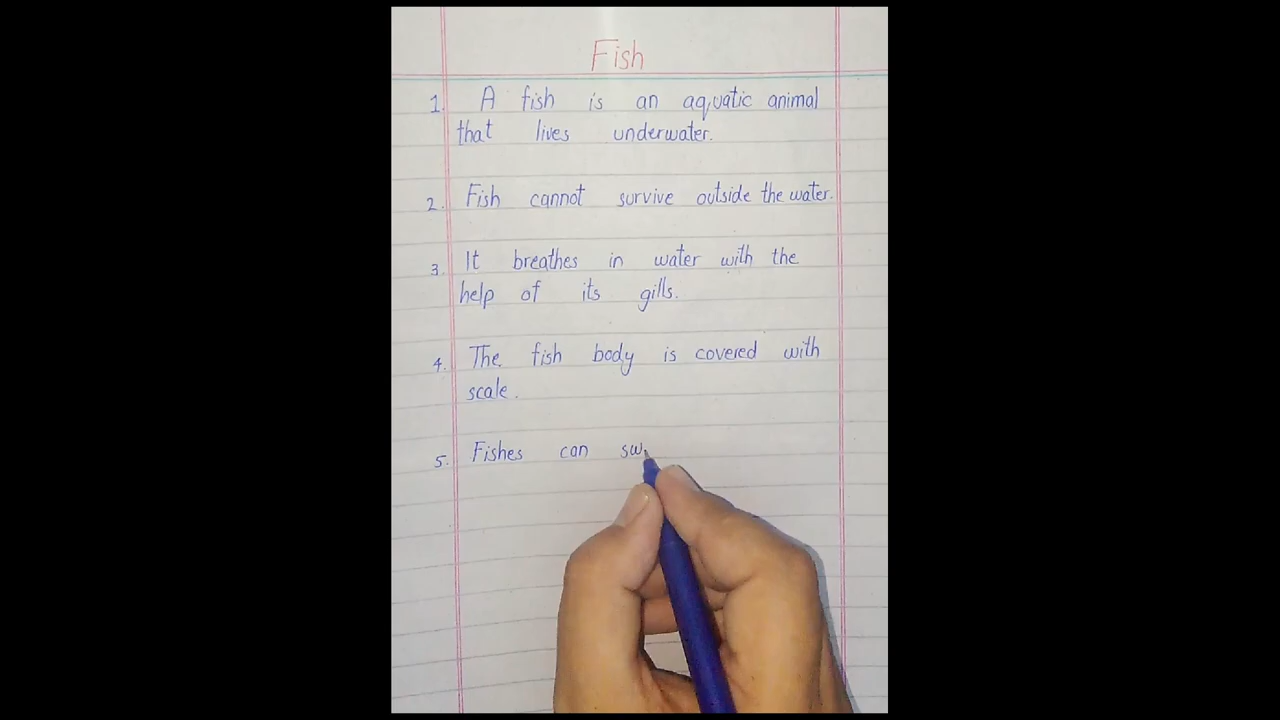 Fish
1. A fish is an aquatic animal
that lives underwater.
2. Fish cannot survive outside the water.
3. It breathes in water with the
help of its gills.
4. The fish body is covered with
scale.
5. Fishes can sw